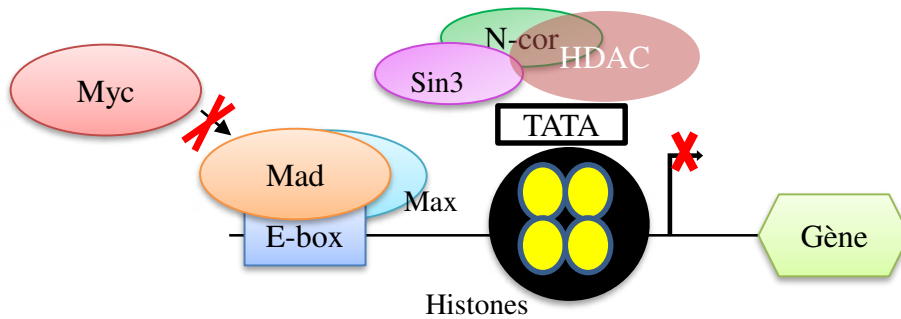 N-cor
HDAC
Sin3
Myc
TATA
Mad
Max
E-box
Gène
Histones